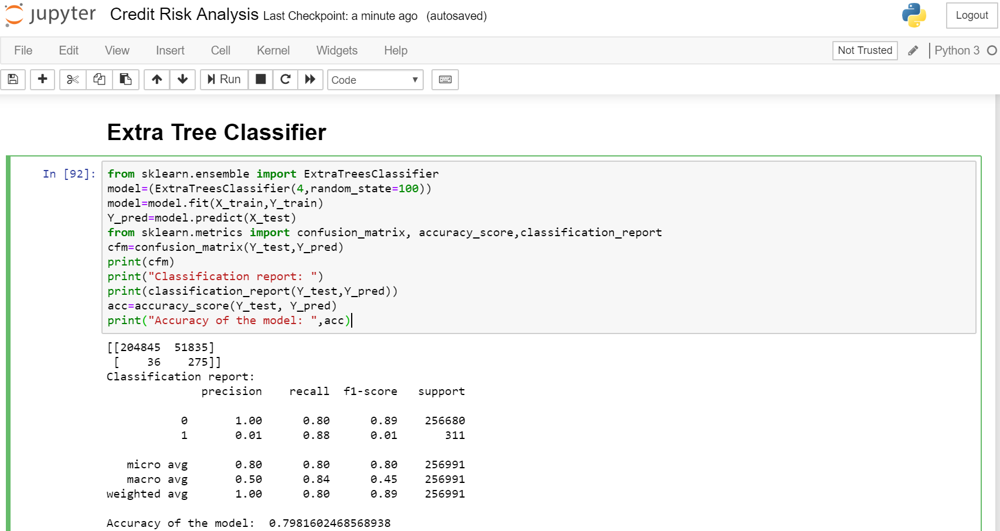 jupyter Credit Risk Analysis Last Checkpoint: a minute ago (autosaved) Logout
File Edit View Insert Cell Kernel Widgets Help Not Trusted Python 3
Run Code
Extra Tree Classifier
In [92]: from sklearn.ensemble import ExtraTreesClassifier
model=(ExtraTreesClassifier(4,random_state=100))
model=model.fit(X_train,Y_train)
Y_pred=model.predict(X_test)
from sklearn.metrics import confusion_matrix, accuracy_score,classification_report
cfm=confusion_matrix(Y_test,Y_pred)
print(cfm)
print("Classification report: ")
print(classification_report(Y_test,Y_pred))
acc=accuracy_score(Y_test, Y_pred)
print("Accuracy of the model: ",acc)
[[204845  51835]
 [    36    275]]
Classification report:
              precision    recall  f1-score   support
           0       1.00      0.80      0.89    256680
           1       0.01      0.88      0.01       311
   micro avg       0.80      0.80      0.80    256991
   macro avg       0.50      0.84      0.45    256991
weighted avg       1.00      0.80      0.89    256991
Accuracy of the model:  0.7981602468568938